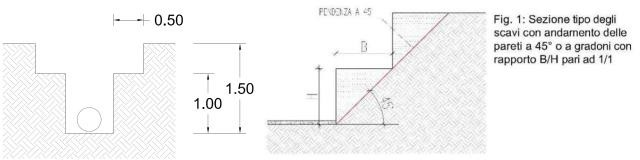 0.50
1.50
1.00
PENDENZA A 45°
B
H
45°
Fig. 1: Sezione tipo degli
scavi con andamento delle
pareti a 45° o a gradoni con
rapporto B/H pari ad 1/1